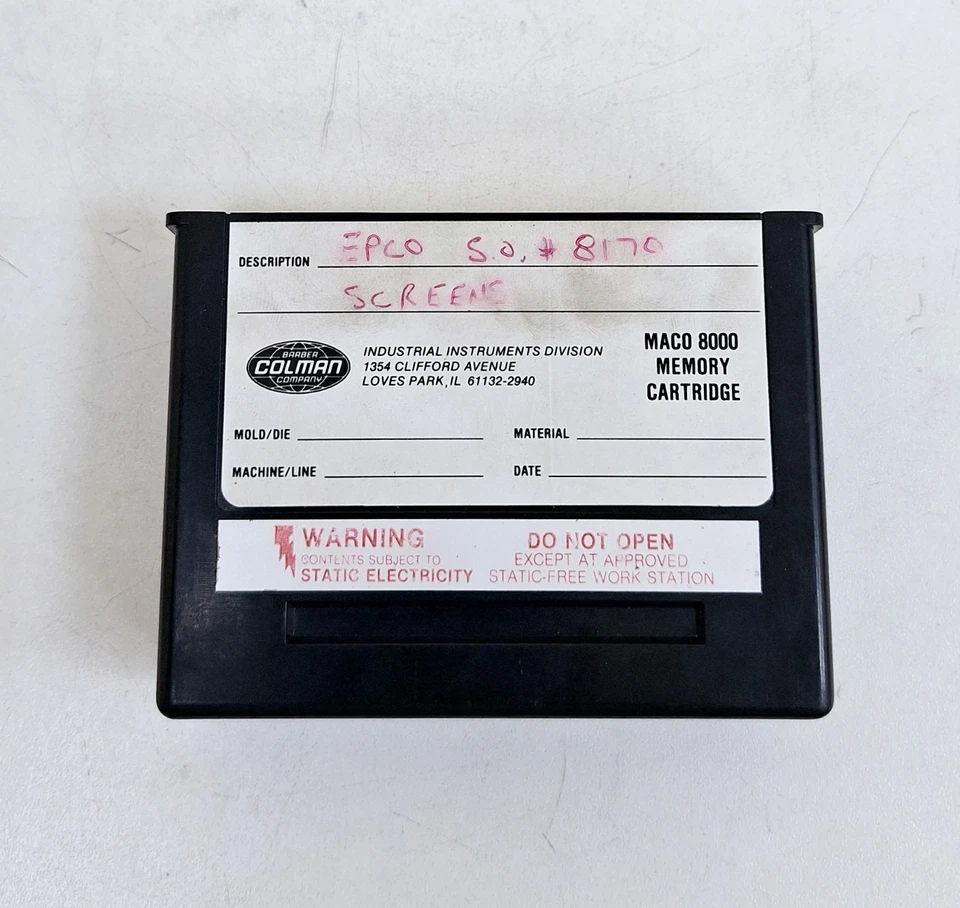 DESCRIPTION EPCO S.O. # 8170
SCREENS
BARBER
COLMAN
COMPANY
INDUSTRIAL INSTRUMENTS DIVISION
1354 CLIFFORD AVENUE
LOVES PARK, IL 61132-2940
MACO 8000
MEMORY
CARTRIDGE
MOLD/DIE MATERIAL
MACHINE/LINE DATE
WARNING
CONTENTS SUBJECT TO
STATIC ELECTRICITY
DO NOT OPEN
EXCEPT AT APPROVED
STATIC-FREE WORK STATION